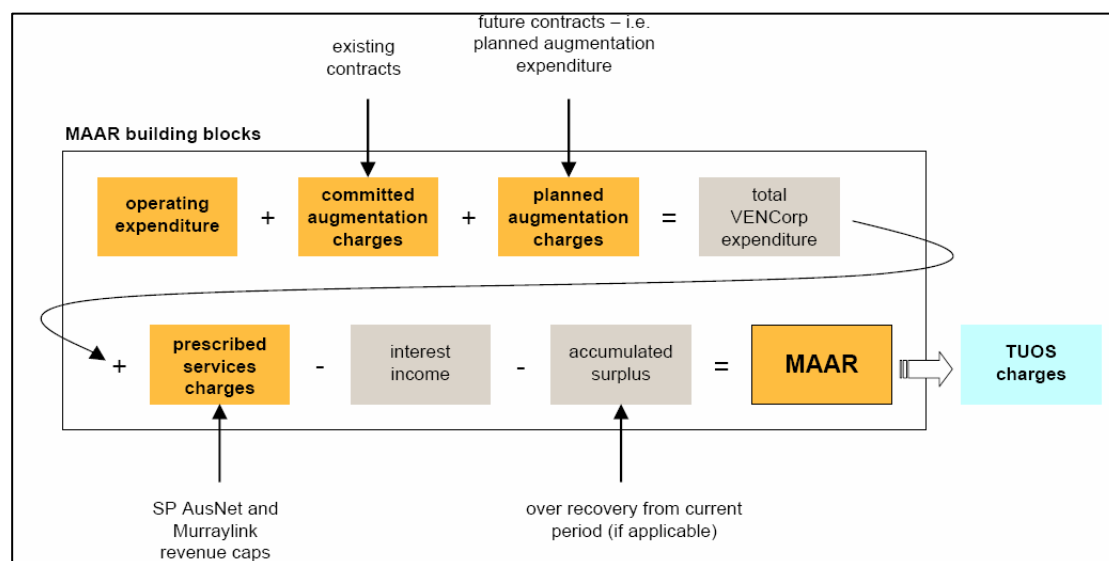 future contracts – i.e.
planned augmentation
expenditure
existing
contracts
MAAR building blocks
operating
expenditure
+
committed
augmentation
charges
+
planned
augmentation
charges
=
total
VENCorp
expenditure
+
prescribed
services
charges
-
interest
income
-
accumulated
surplus
=
MAAR
TUOS
charges
SP AusNet and
Murraylink
revenue caps
over recovery from current
period (if applicable)